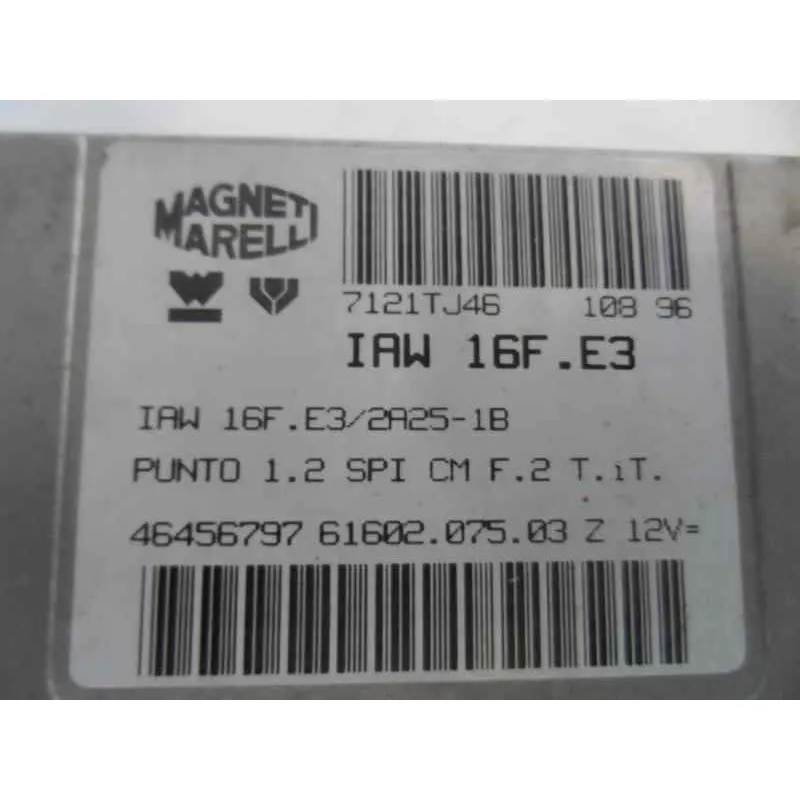 MAGNETI
MARELLI
7121TJ46 108 96
IAW 16F.E3
IAW 16F.E3/2A25-1B
PUNTO 1.2 SPI CM F.2 T.iT.
46456797 61602.075.03 Z 12V=